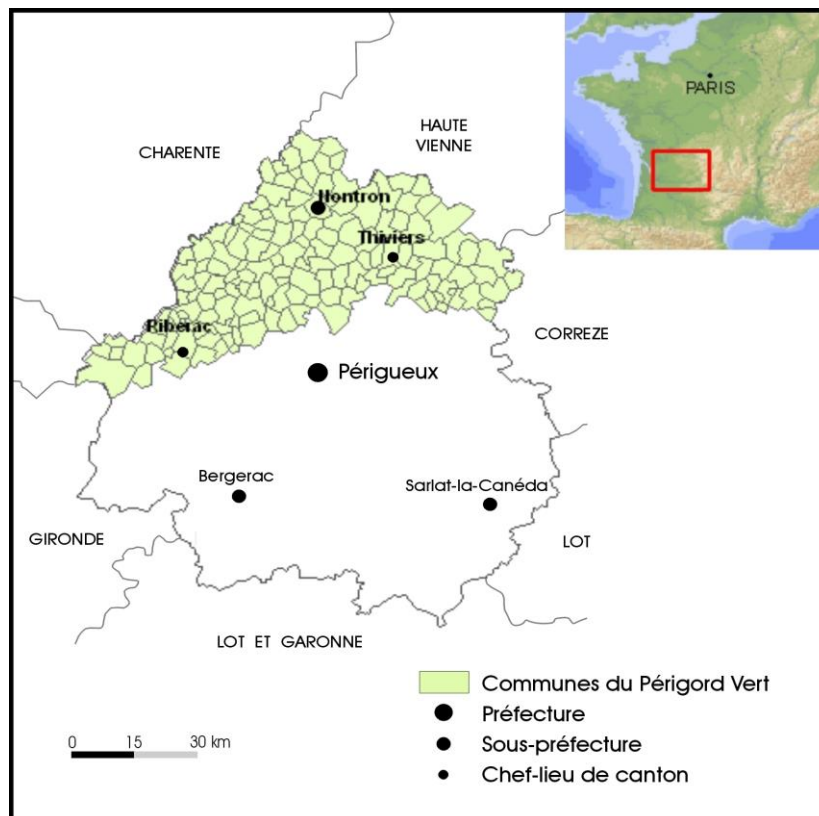 PARIS
HAUTE
VIENNE
CHARENTE
Nontron
Thiviers
Riberac
CORREZE
Périgueux
Bergerac
Sarlat-la-Canéda
GIRONDE
LOT
LOT ET GARONNE
Communes du Périgord Vert
Préfecture
Sous-préfecture
Chef-lieu de canton
0 15 30 km